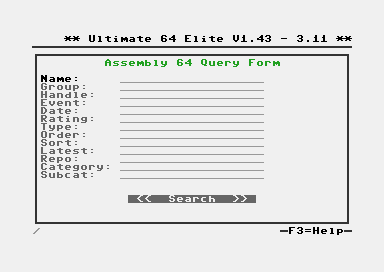 ** Ultimate 64 Elite V1.43 - 3.11 **
Assembly 64 Query Form
Name:
Group:
Handle:
Event:
Date:
Rating:
Type:
Order:
Sort:
Latest:
Repo:
Category:
Subcat:
<< Search >>
F3=Help